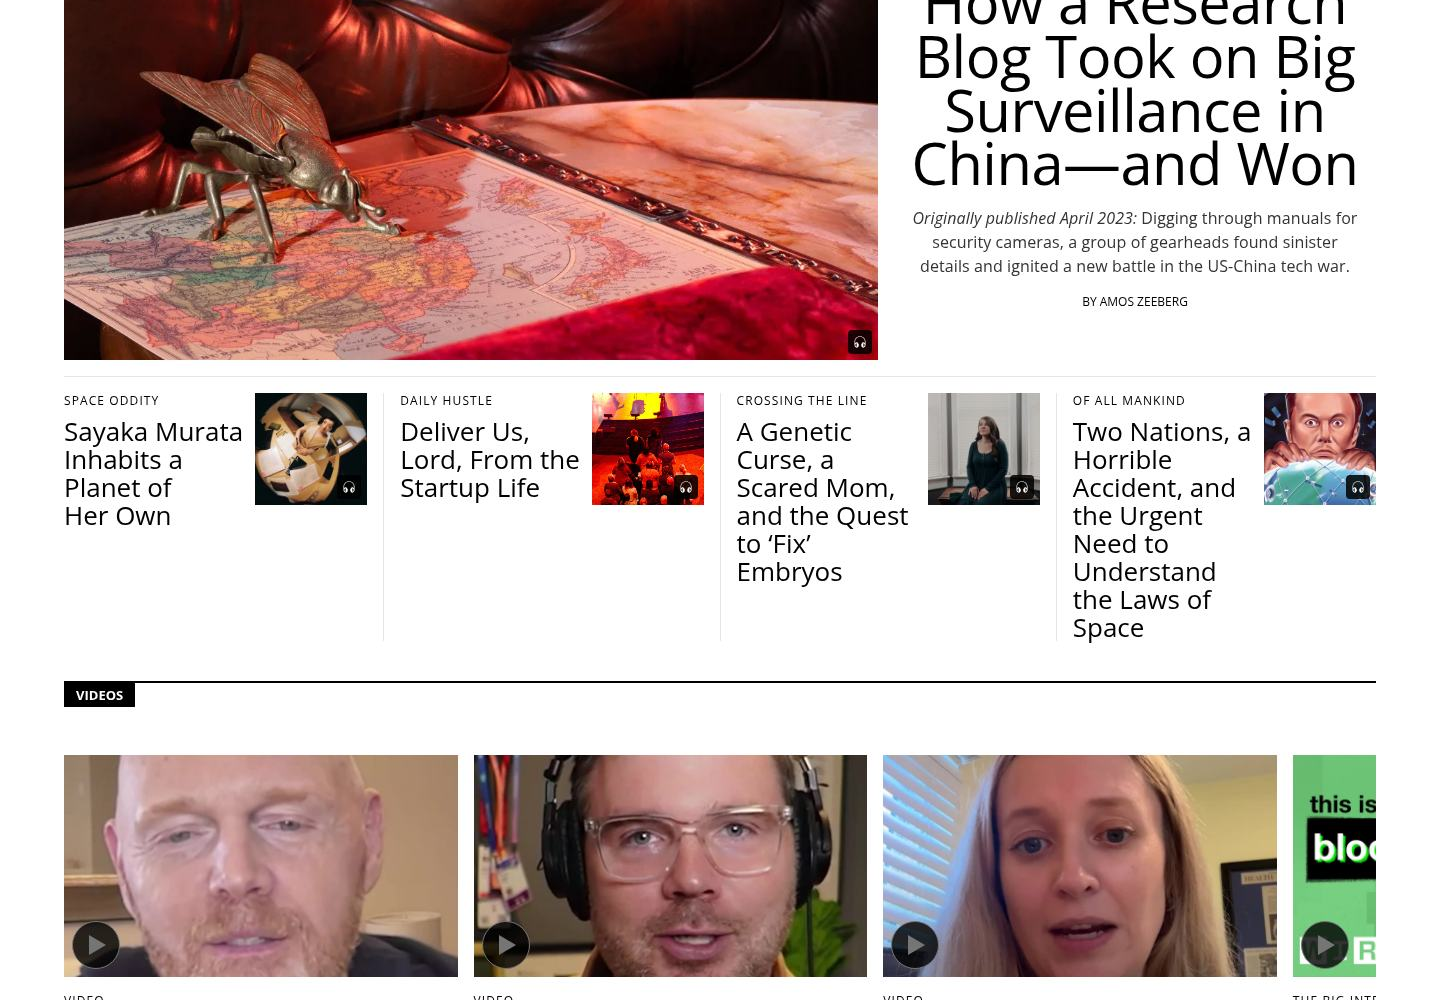 How a Research
Blog Took on Big
Surveillance in
China—and Won
Originally published April 2023: Digging through manuals for
security cameras, a group of gearheads found sinister
details and ignited a new battle in the US-China tech war.
BY AMOS ZEEBERG
SPACE ODDITY
Sayaka Murata
Inhabits a
Planet of
Her Own
DAILY HUSTLE
Deliver Us,
Lord, From the
Startup Life
CROSSING THE LINE
A Genetic
Curse, a
Scared Mom,
and the Quest
to ‘Fix’
Embryos
OF ALL MANKIND
Two Nations, a
Horrible
Accident, and
the Urgent
Need to
Understand
the Laws of
Space
VIDEOS
this is
VIDEO
VIDEO
VIDEO